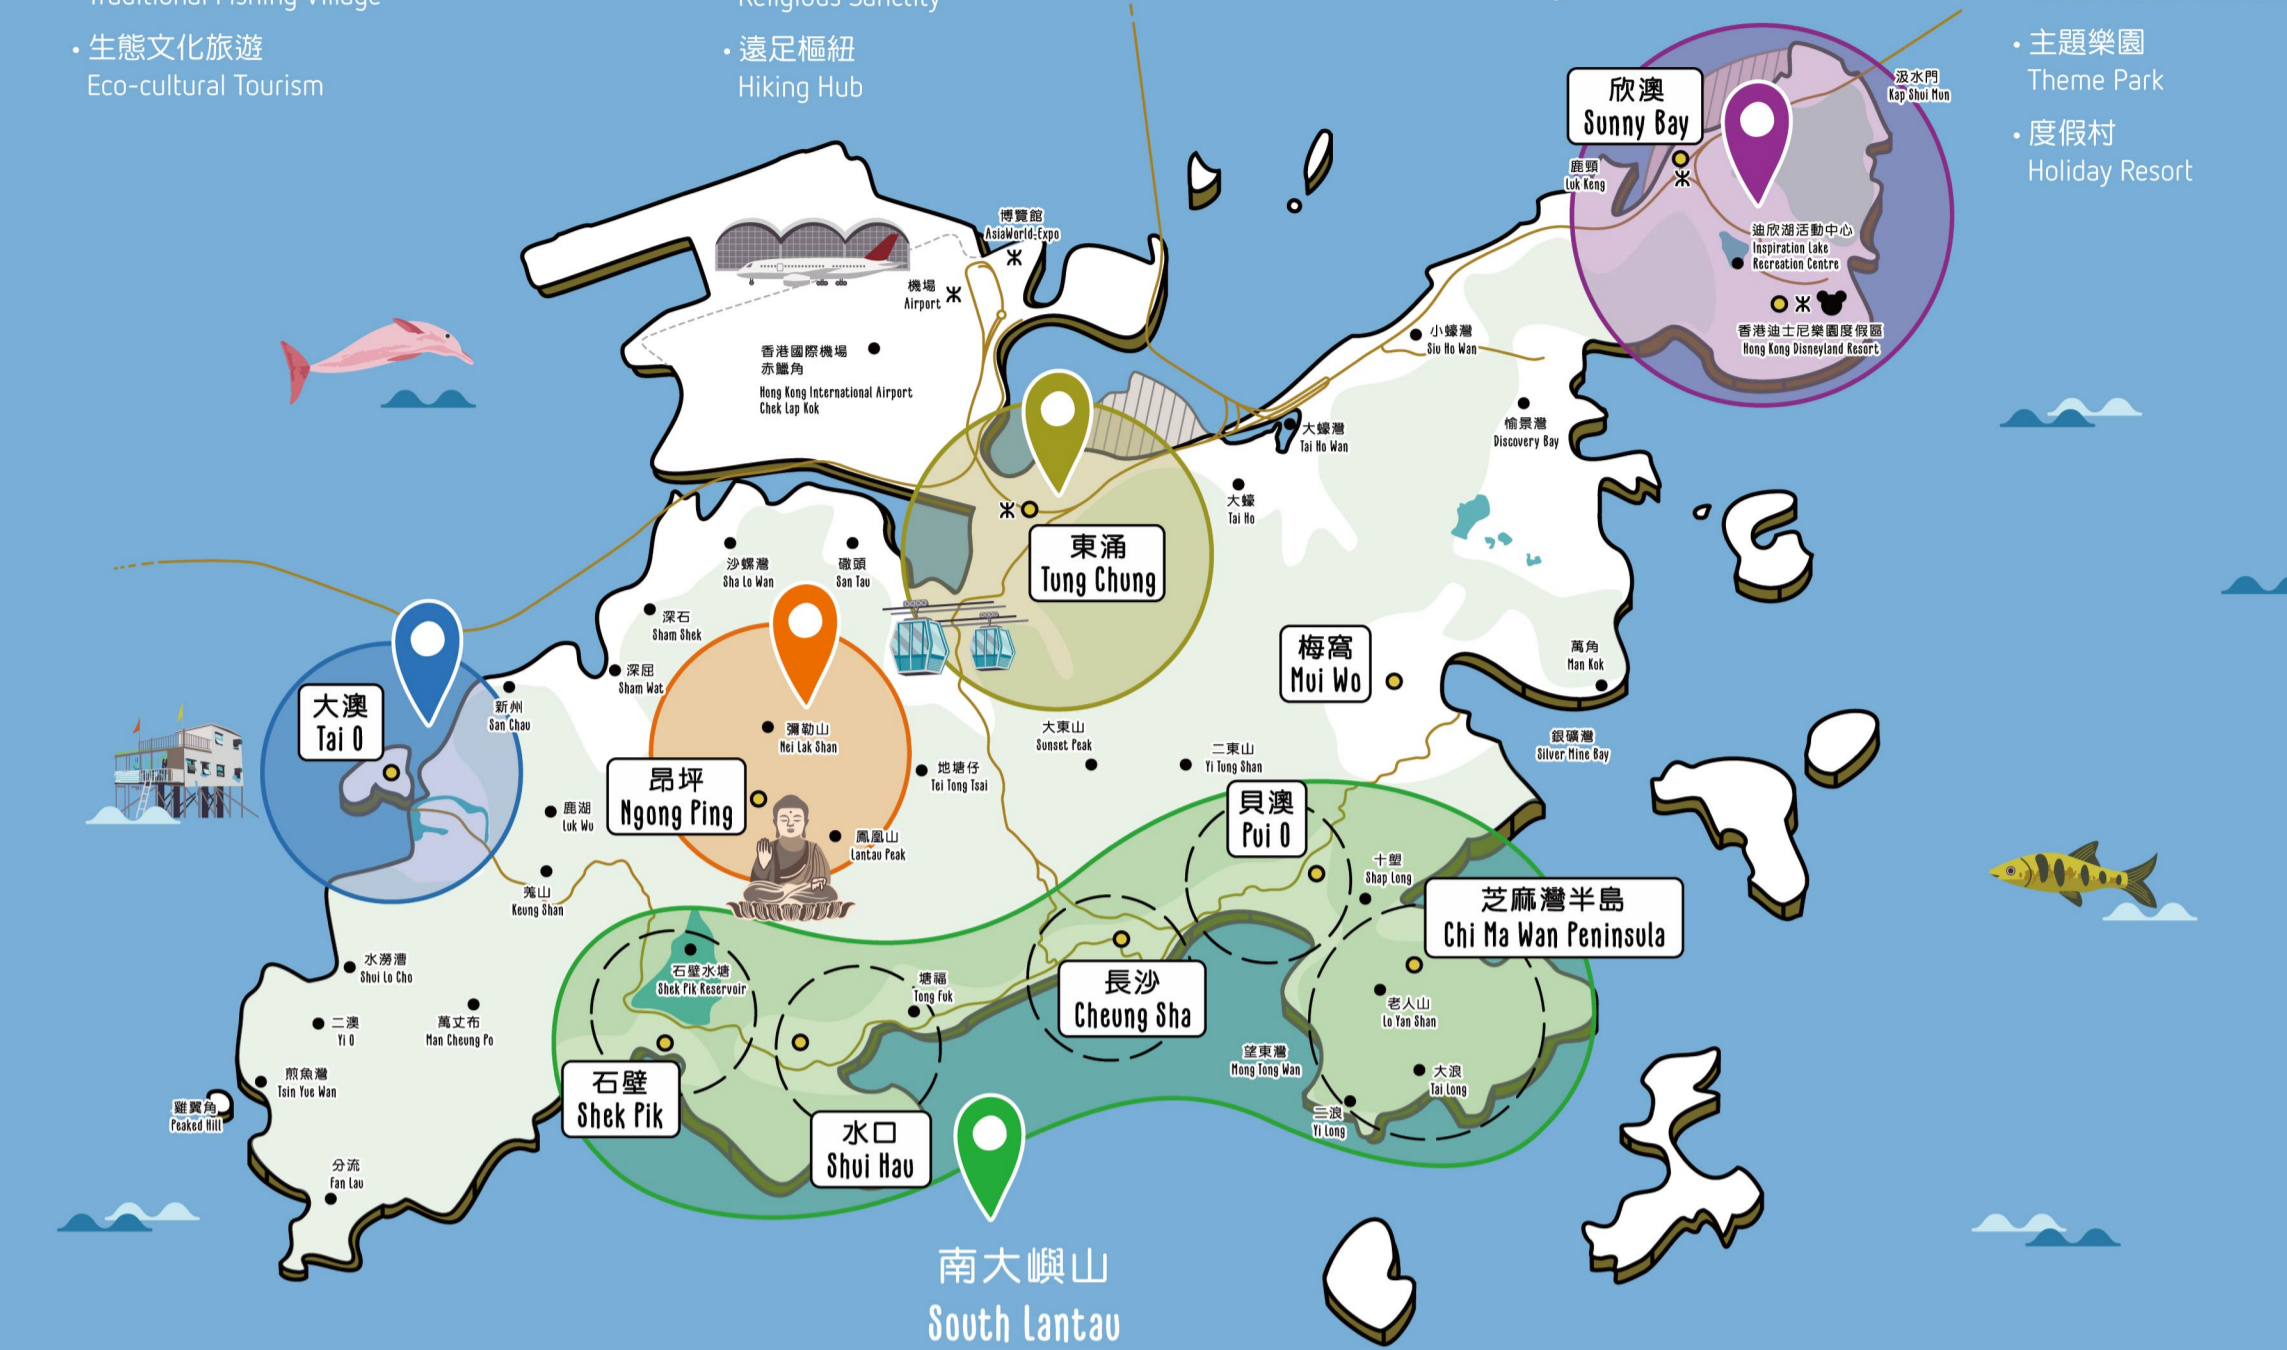 Traditional Fishing Village
• 生態文化旅遊
Eco-cultural Tourism
Religious Sanctity
• 遠足樞紐
Hiking Hub
• 主題樂園
Theme Park
• 度假村
Holiday Resort
欣澳
Sunny Bay
汲水門
Kap Shui Mun
鹿頸
Luk Keng
迪欣湖活動中心
Inspiration Lake
Recreation Centre
香港迪士尼樂園度假區
Hong Kong Disneyland Resort
博覽館
AsiaWorld-Expo
機場
Airport
香港國際機場
赤鱲角
Hong Kong International Airport
Chek Lap Kok
小蠔灣
Siu Ho Wan
愉景灣
Discovery Bay
大蠔灣
Tai Ho Wan
大蠔
Tai Ho
東涌
Tung Chung
沙螺灣
Sha Lo Wan
磡頭
San Tau
深石
Sham Shek
深屈
Sham Wat
梅窩
Mui Wo
萬角
Man Kok
銀礦灣
Silver Mine Bay
大澳
Tai O
新州
San Chau
彌勒山
Nei Lak Shan
昂坪
Ngong Ping
鳳凰山
Lantau Peak
地塘仔
Tei Tong Tsai
大東山
Sunset Peak
二東山
Yi Tung Shan
鹿湖
Luk Wu
羗山
Keung Shan
貝澳
Pui O
十塱
Shap Long
芝麻灣半島
Chi Ma Wan Peninsula
老人山
Lo Yan Shan
大浪
Tai Long
二浪
Yi Long
望東灣
Mong Tong Wan
長沙
Cheung Sha
塘福
Tong Fuk
石壁水塘
Shek Pik Reservoir
石壁
Shek Pik
水口
Shui Hau
水澇漕
Shui Lo Cho
二澳
Yi O
萬丈布
Man Cheung Po
煎魚灣
Tsin Yue Wan
雞翼角
Peaked Hill
分流
Fan Lau
南大嶼山
South Lantau